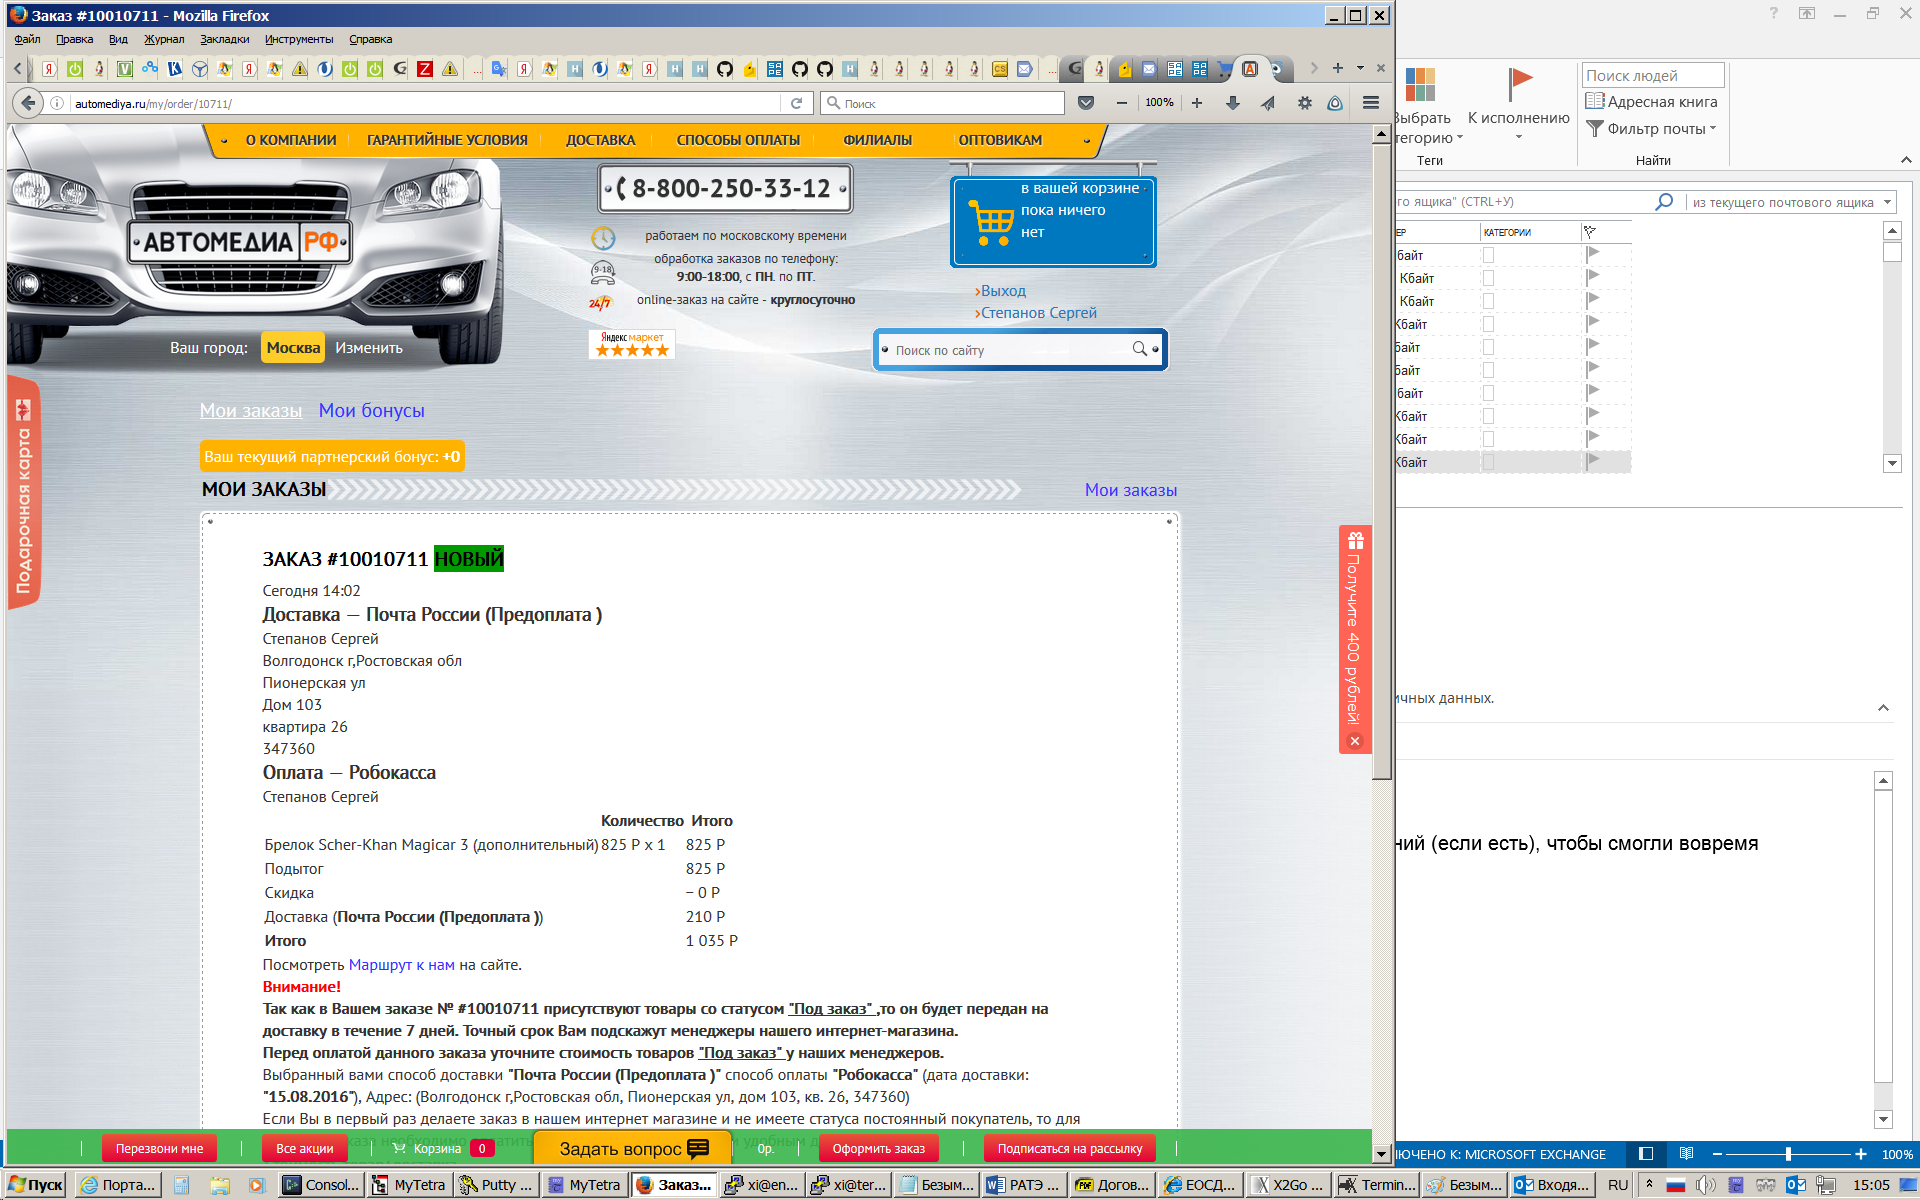 Заказ #10010711 - Mozilla Firefox
Файл Правка Вид Журнал Закладки Инструменты Справка
automediya.ru/my/order/10711/
Поиск
100%
О КОМПАНИИ ГАРАНТИЙНЫЕ УСЛОВИЯ ДОСТАВКА СПОСОБЫ ОПЛАТЫ ФИЛИАЛЫ ОПТОВИКАМ
8-800-250-33-12
АВТОМЕДИА РФ
работаем по московскому времени
9-18
обработка заказов по телефону:
9:00-18:00, с ПН. по ПТ.
24/7
online-заказ на сайте - круглосуточно
Яндекс маркет
в вашей корзине
пока ничего
нет
Выход
Степанов Сергей
Поиск по сайту
Ваш город: Москва Изменить
Подарочная карта
Мои заказы Мои бонусы
Ваш текущий партнерский бонус: +0
МОИ ЗАКАЗЫ
Мои заказы
Получите 400 рублей!
ЗАКАЗ #10010711 НОВЫЙ
Сегодня 14:02
Доставка — Почта России (Предоплата )
Степанов Сергей
Волгодонск г,Ростовская обл
Пионерская ул
Дом 103
квартира 26
347360
Оплата — Робокасса
Степанов Сергей
Количество Итого
Брелок Scher-Khan Magicar 3 (дополнительный) 825 Р x 1 825 Р
Подытог 825 Р
Скидка − 0 Р
Доставка (Почта России (Предоплата )) 210 Р
Итого 1 035 Р
Посмотреть Маршрут к нам на сайте.
Внимание!
Так как в Вашем заказе № #10010711 присутствуют товары со статусом "Под заказ" ,то он будет передан на
доставку в течение 7 дней. Точный срок Вам подскажут менеджеры нашего интернет-магазина.
Перед оплатой данного заказа уточните стоимость товаров "Под заказ" у наших менеджеров.
Выбранный вами способ доставки "Почта России (Предоплата )" способ оплаты "Робокасса" (дата доставки:
"15.08.2016"), Адрес: (Волгодонск г,Ростовская обл, Пионерская ул, дом 103, кв. 26, 347360)
Если Вы в первый раз делаете заказ в нашем интернет магазине и не имеете статуса постоянный покупатель, то для
Перезвони мне Все акции Корзина 0 Задать вопрос 0р. Оформить заказ Подписаться на рассылку
?
Выбрать
тегорию
Теги
К исполнению
Поиск людей
Адресная книга
Фильтр почты
Найти
го ящика" (CTRL+У) из текущего почтового ящика
ЕР КАТЕГОРИИ
байт
Кбайт
Кбайт
Кбайт
байт
байт
байт
Кбайт
Кбайт
Кбайт
ичных данных.
ний (если есть), чтобы смогли вовремя
ЛЮЧЕНО К: MICROSOFT EXCHANGE 100%
Пуск Порта... Consol... MyTetra Putty ... MyTetra Заказ... xi@en... xi@ter... Безым... РАТЭ ... Догов... ЕОСД... X2Go ... Termin... Безым... Входя... RU 15:05